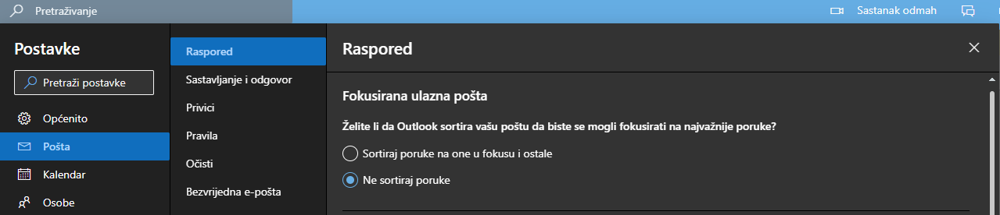 Pretraživanje
Sastanak odmah
Postavke
Pretraži postavke
Općenito
Pošta
Kalendar
Osobe
Raspored
Sastavljanje i odgovor
Privici
Pravila
Očisti
Bezvrijedna e-pošta
Raspored
Fokusirana ulazna pošta
Želite li da Outlook sortira vašu poštu da biste se mogli fokusirati na najvažnije poruke?
Sortiraj poruke na one u fokusu i ostale
Ne sortiraj poruke